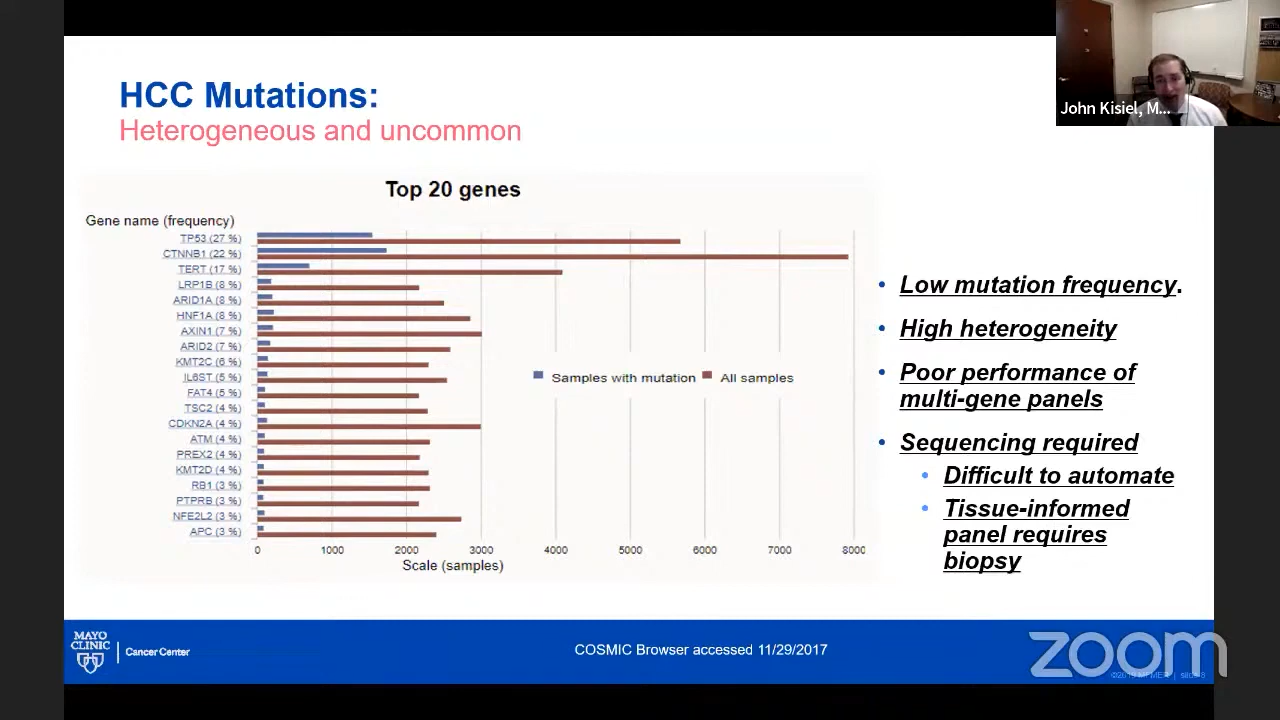 HCC Mutations:
Heterogeneous and uncommon
John Kisiel, M...
Top 20 genes
Gene name (frequency)
TP53 (27 %)
CTNNB1 (22 %)
TERT (17 %)
LRP1B (8 %)
ARID1A (8 %)
HNF1A (8 %)
AXIN1 (7 %)
ARID2 (7 %)
KMT2C (6 %)
IL6ST (5 %)
FAT4 (5 %)
TSC2 (4 %)
CDKN2A (4 %)
ATM (4 %)
PREX2 (4 %)
KMT2D (4 %)
RB1 (3 %)
PTPRB (3 %)
NFE2L2 (3 %)
APC (3 %)
Samples with mutation All samples
0 1000 2000 3000 4000 5000 6000 7000 8000
Scale (samples)
• Low mutation frequency.
• High heterogeneity
• Poor performance of
multi-gene panels
• Sequencing required
• Difficult to automate
• Tissue-informed
panel requires
biopsy
MAYO
CLINIC
Cancer Center
COSMIC Browser accessed 11/29/2017
zoom